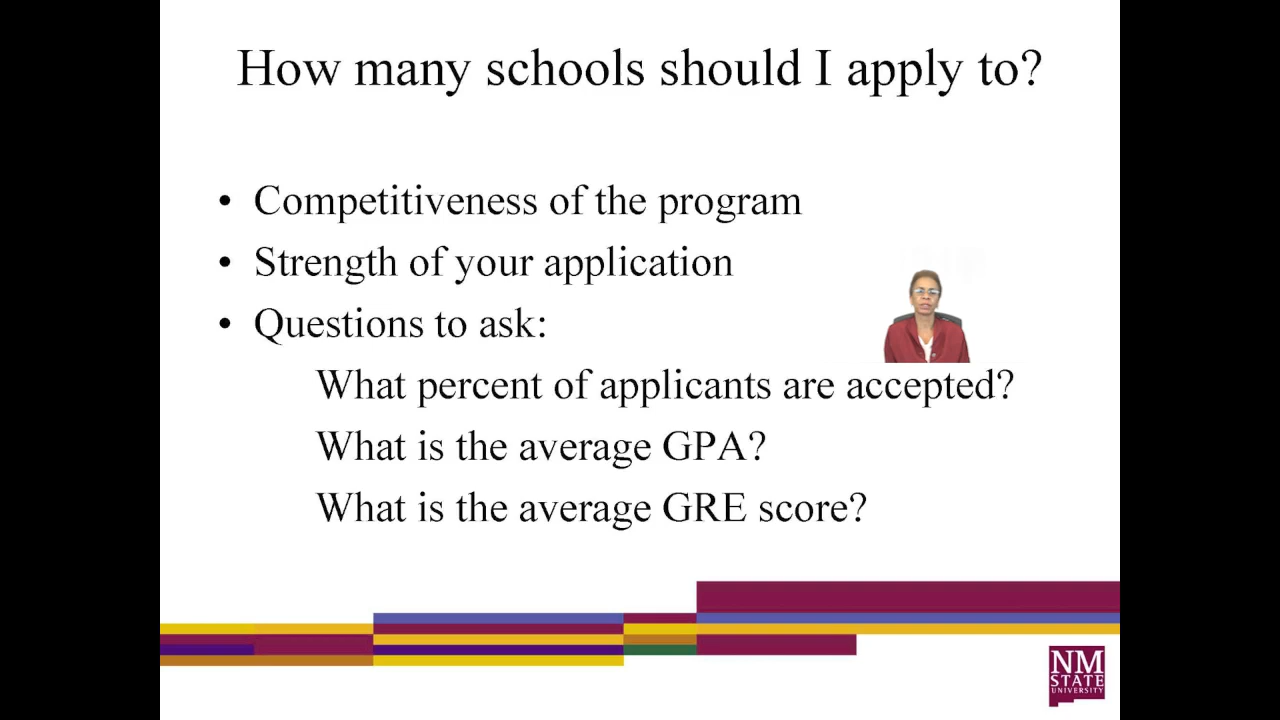 How many schools should I apply to?
• Competitiveness of the program
• Strength of your application
• Questions to ask:
What percent of applicants are accepted?
What is the average GPA?
What is the average GRE score?
NM
STATE
UNIVERSITY